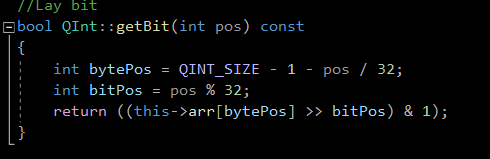 //Lay bit
bool QInt::getBit(int pos) const
{
int bytePos = QINT_SIZE - 1 - pos / 32;
int bitPos = pos % 32;
return ((this->arr[bytePos] >> bitPos) & 1);
}